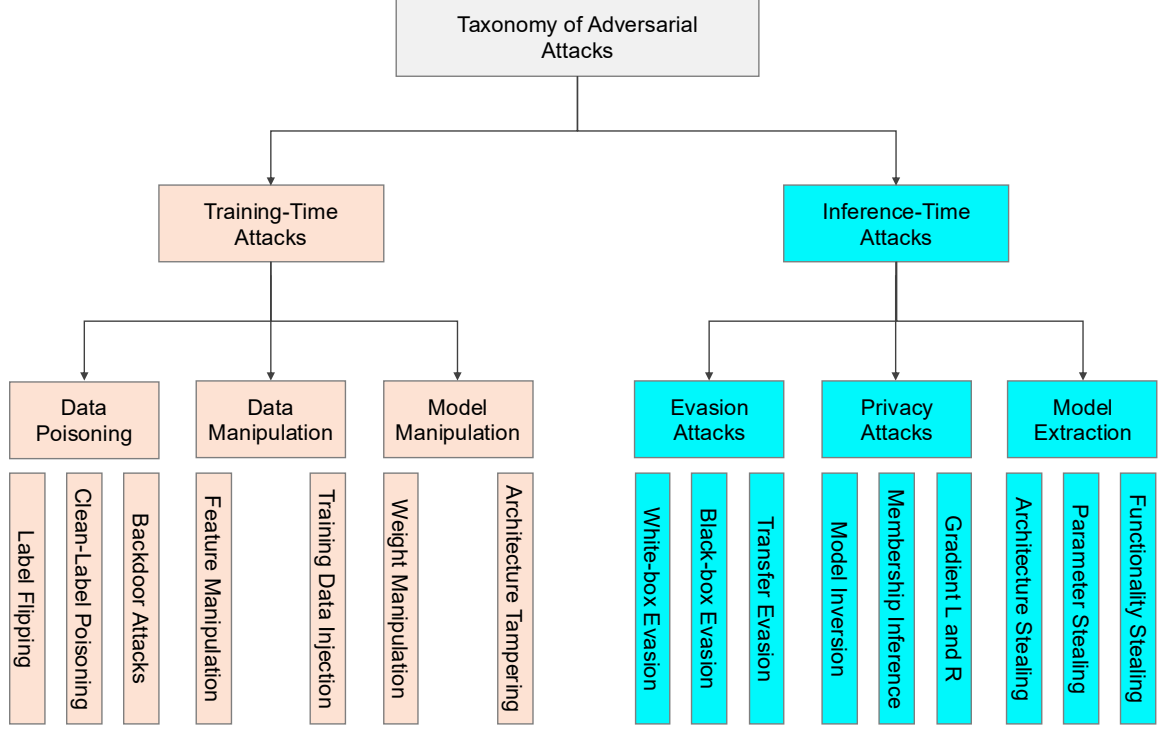 Taxonomy of Adversarial
Attacks
Training-Time
Attacks
Inference-Time
Attacks
Data
Poisoning
Data
Manipulation
Model
Manipulation
Evasion
Attacks
Privacy
Attacks
Model
Extraction
Label Flipping
Clean-Label Poisoning
Backdoor Attacks
Feature Manipulation
Training Data Injection
Weight Manipulation
Architecture Tampering
White-box Evasion
Black-box Evasion
Transfer Evasion
Model Inversion
Membership Inference
Gradient L and R
Architecture Stealing
Parameter Stealing
Functionality Stealing